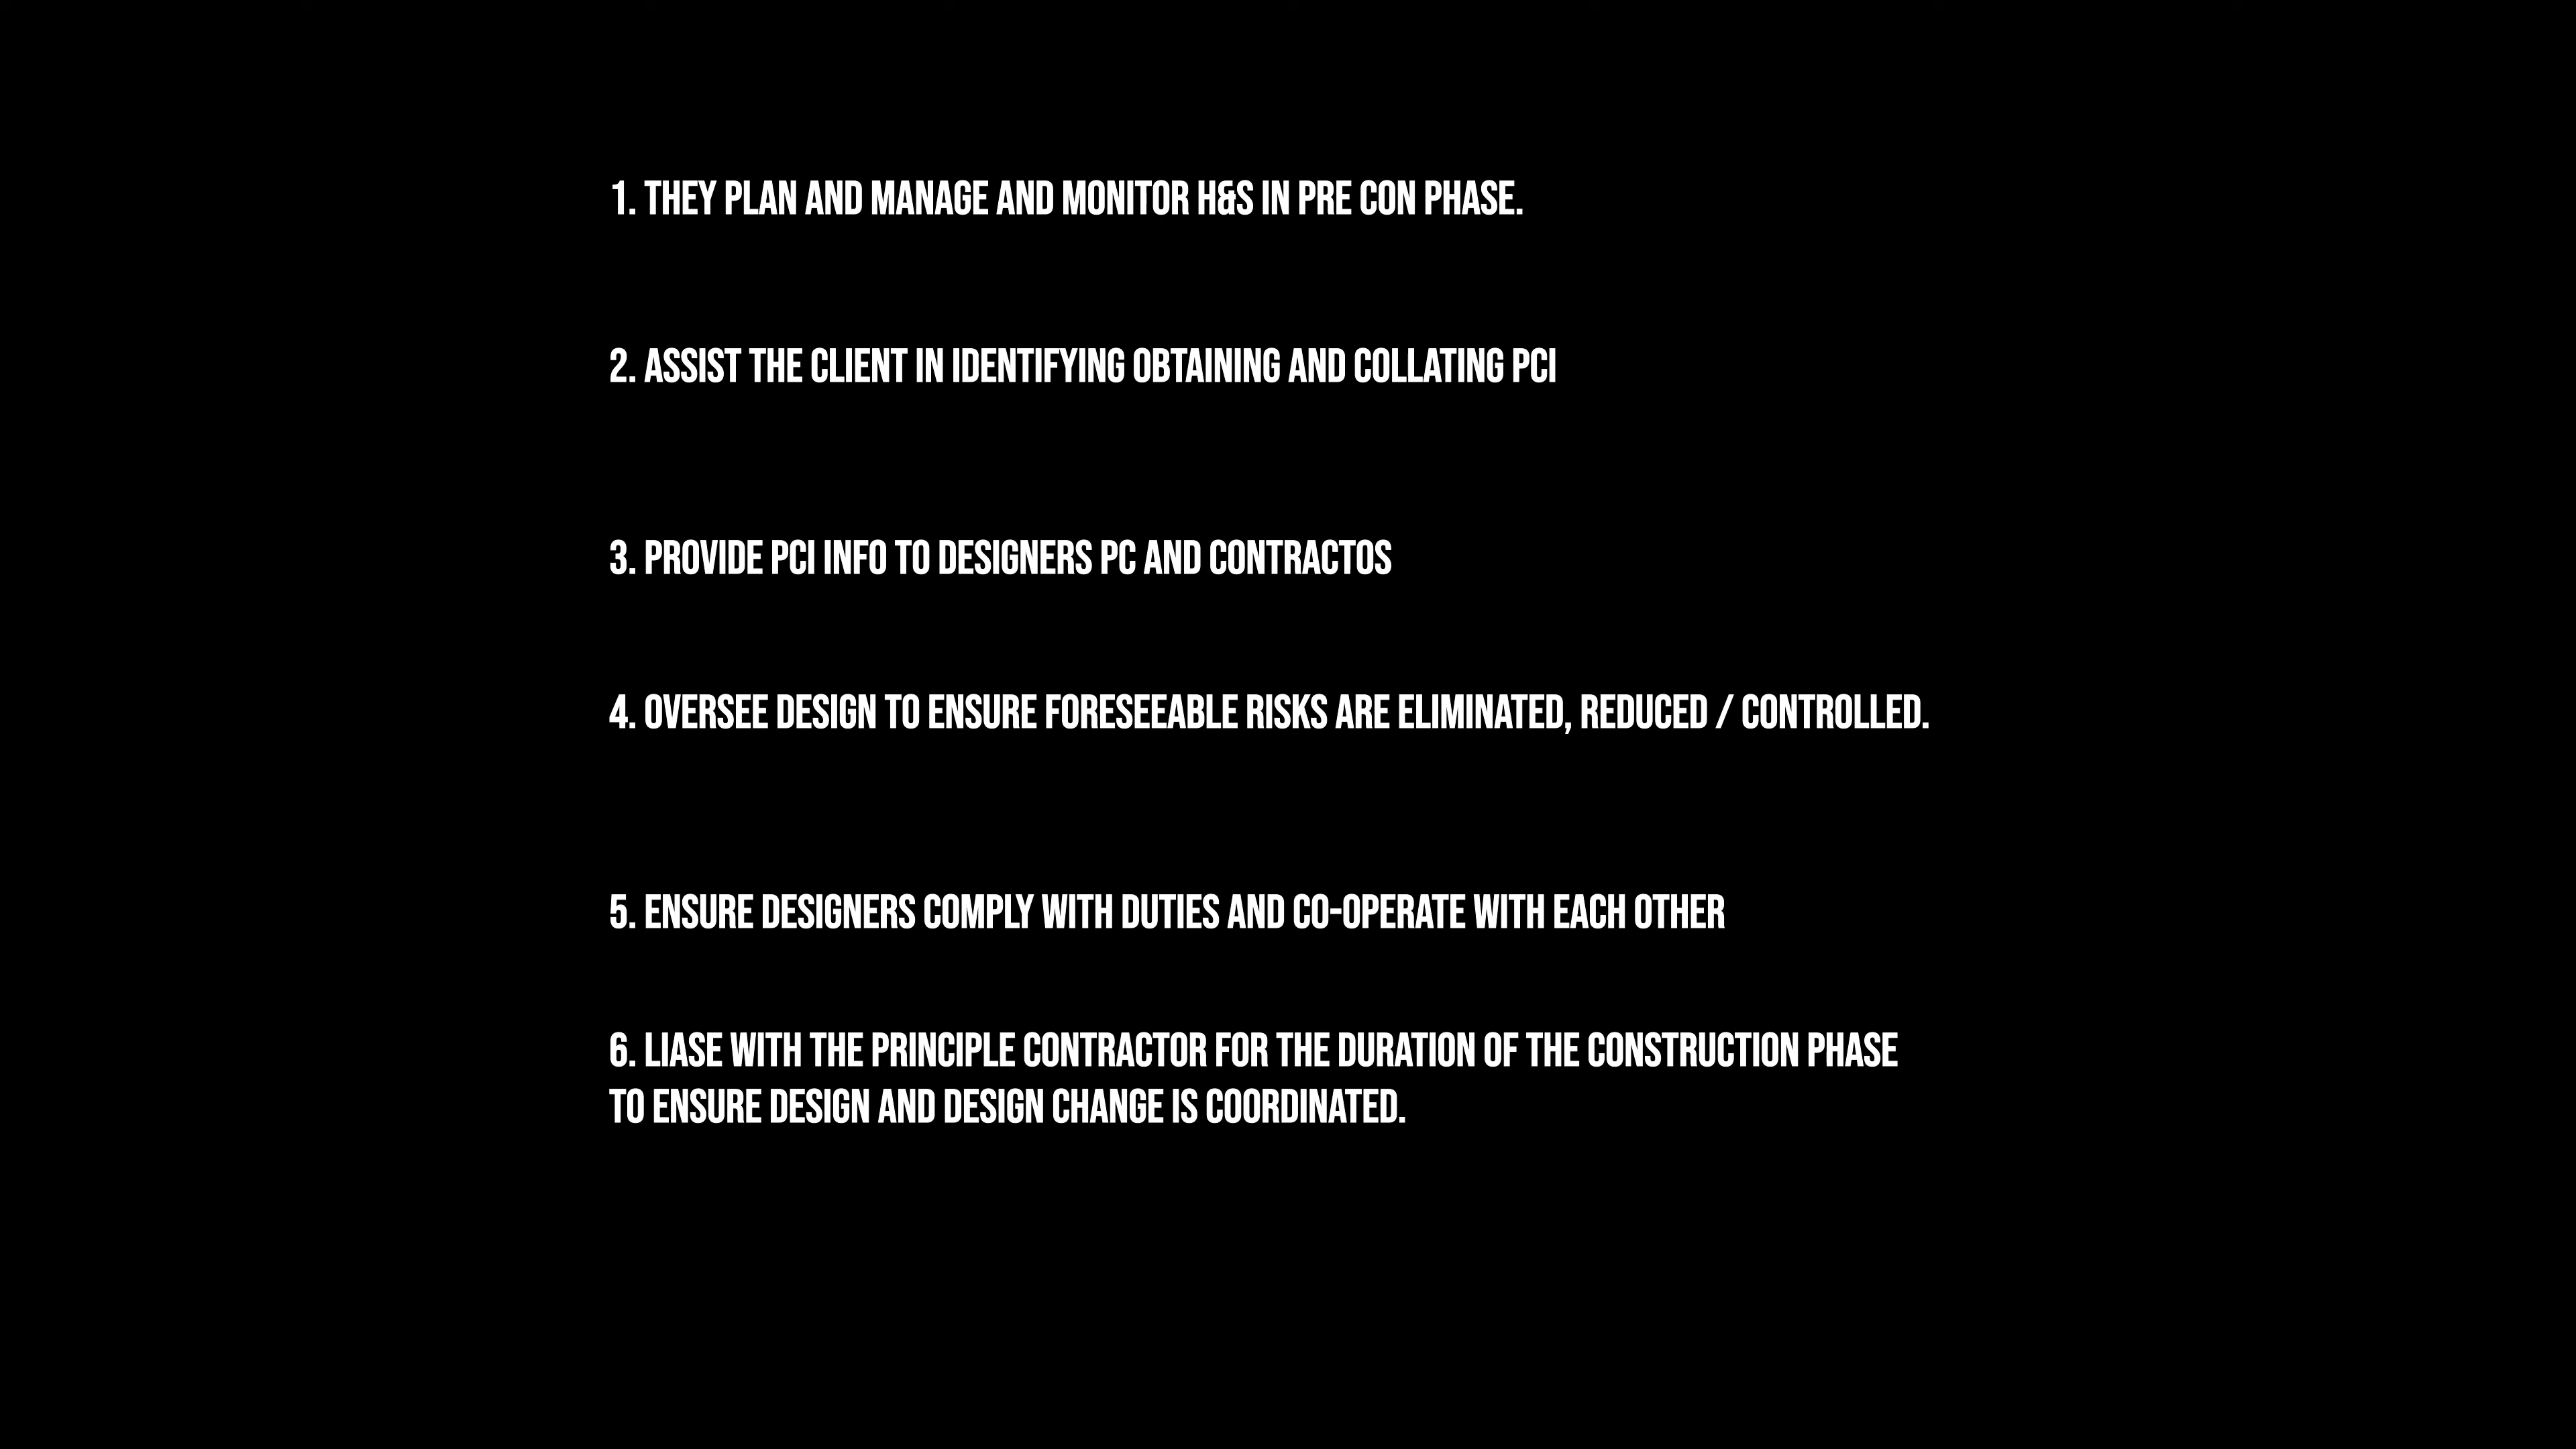 1. THEY PLAN AND MANAGE AND MONITOR H&S IN PRE CON PHASE.
2. ASSIST THE CLIENT IN IDENTIFYING OBTAINING AND COLLATING PCI
3. PROVIDE PCI INFO TO DESIGNERS PC AND CONTRACTOS
4. OVERSEE DESIGN TO ENSURE FORESEEABLE RISKS ARE ELIMINATED, REDUCED / CONTROLLED.
5. ENSURE DESIGNERS COMPLY WITH DUTIES AND CO-OPERATE WITH EACH OTHER
6. LIASE WITH THE PRINCIPLE CONTRACTOR FOR THE DURATION OF THE CONSTRUCTION PHASE
TO ENSURE DESIGN AND DESIGN CHANGE IS COORDINATED.